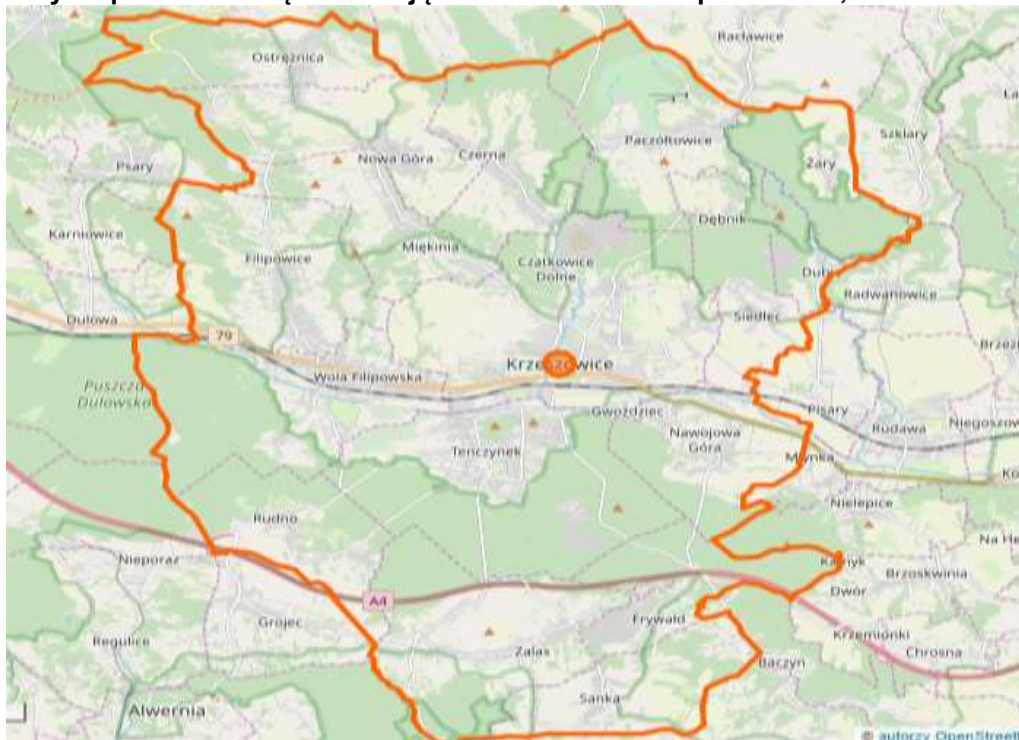 Racławice
Ostrężnica
Szklary
Paczółtowice
Żary
Psary
Nowa Góra
Czerna
Dębnik
Karniowice
Filipowice
Miękinia
Czatkowice
Dolne
Radwanowice
Dulowa
Siedlec
79
Puszcza
Dulowska
Wola Filipowska
Krzeszowice
Gwoździec
Pisary
Rudawa
Nawojowa
Góra
Tenczynek
Młynka
Nielepice
Rudno
Nieporaz
Brzoskwinia
Dwór
A4
Grojec
Frywałd
Regulice
Zalas
Krzemionki
Chrosna
Baczyn
Sanka
Alwernia
© autorzy OpenStreet